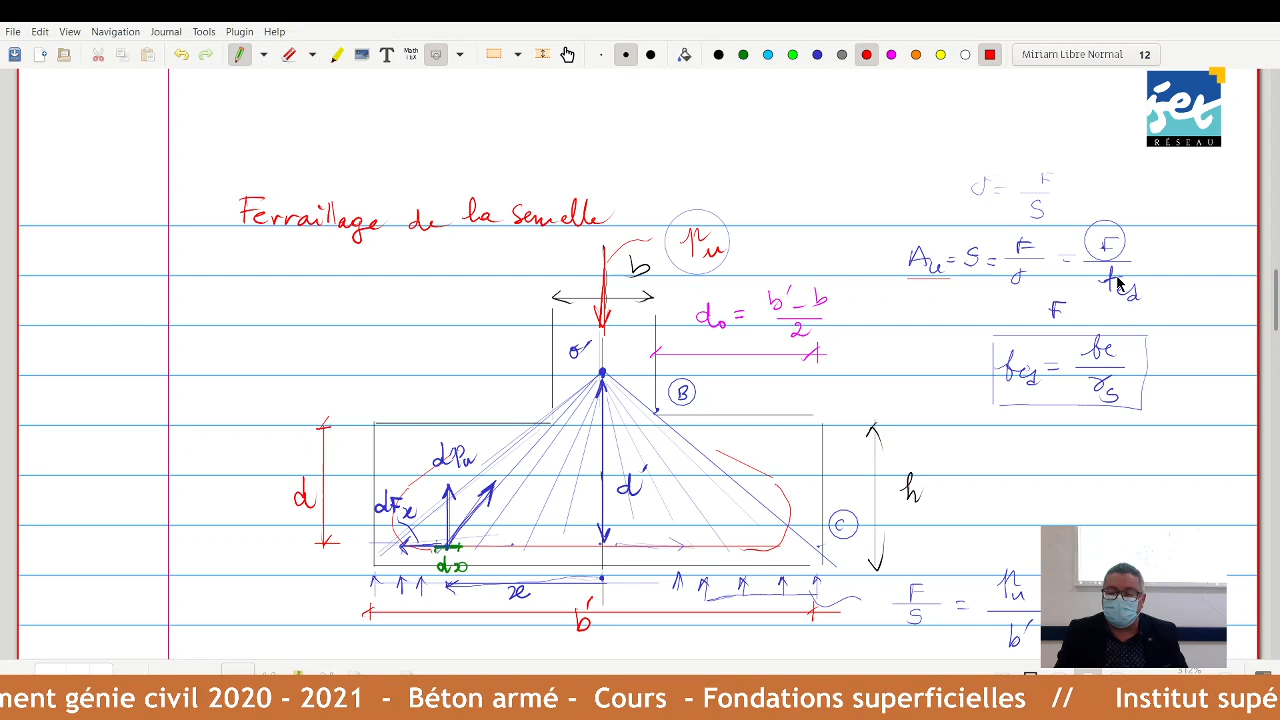 File Edit View Navigation Journal Tools Plugin Help
Miriam Libre Normal 12
iset
RÉSEAU
Ferraillage de la semelle
Pu
b
d₀ = b'-b / 2
σ = F / S
Au = S = F / σ = F / fed
F
fed = fe / γs
o'
B
dPu
d
dFx
d'
h
C
dx
x
b'
F / S = Pu / b'
ment génie civil 2020 - 2021 - Béton armé - Cours - Fondations superficielles // Institut supé